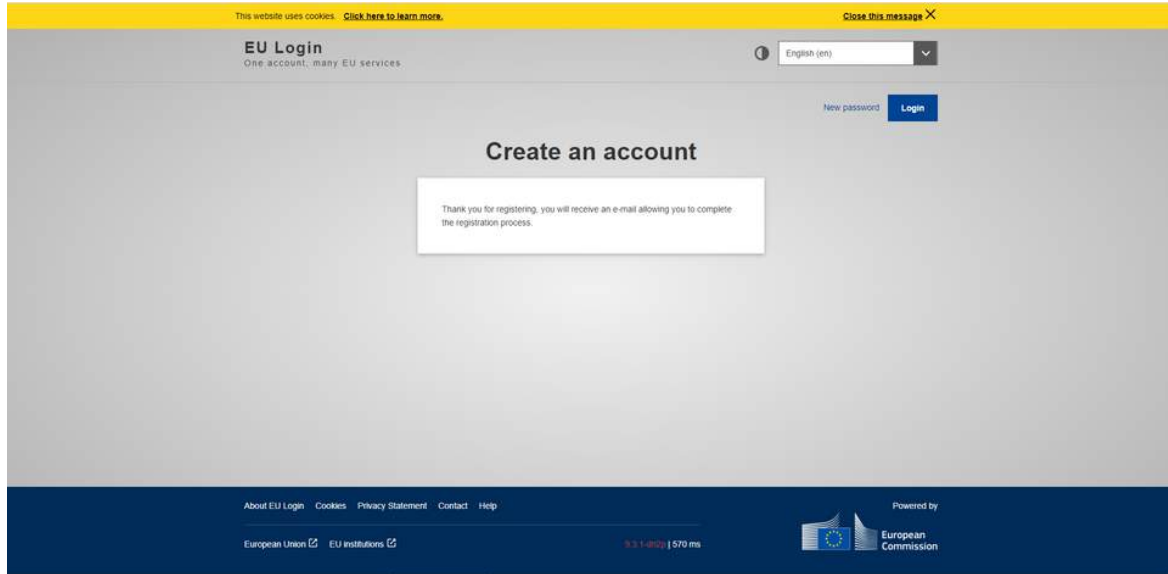 This website uses cookies. Click here to learn more. Close this message
EU Login
One account, many EU services
English (en)
New password Login
Create an account
Thank you for registering, you will receive an e-mail allowing you to complete
the registration process.
About EU Login Cookies Privacy Statement Contact Help Powered by
European Union EU institutions | 570 ms
European
Commission